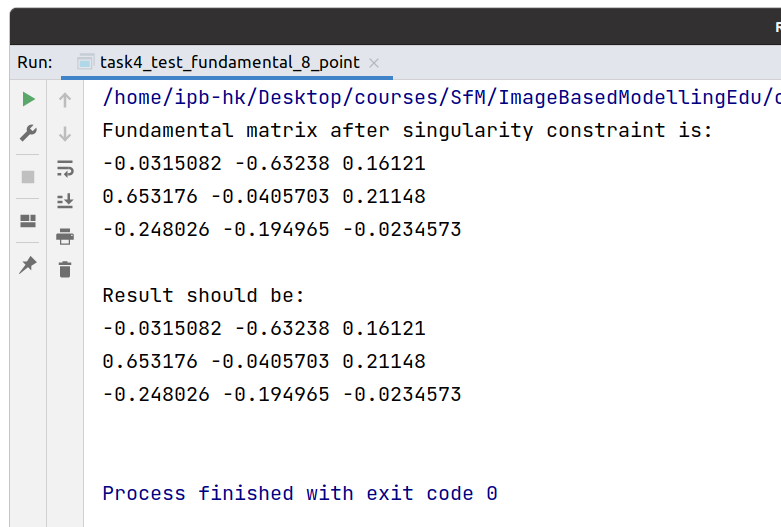 R
Run: task4_test_fundamental_8_point
/home/ipb-hk/Desktop/courses/SfM/ImageBasedModellingEdu/
Fundamental matrix after singularity constraint is:
-0.0315082 -0.63238 0.16121
0.653176 -0.0405703 0.21148
-0.248026 -0.194965 -0.0234573
Result should be:
-0.0315082 -0.63238 0.16121
0.653176 -0.0405703 0.21148
-0.248026 -0.194965 -0.0234573
Process finished with exit code 0